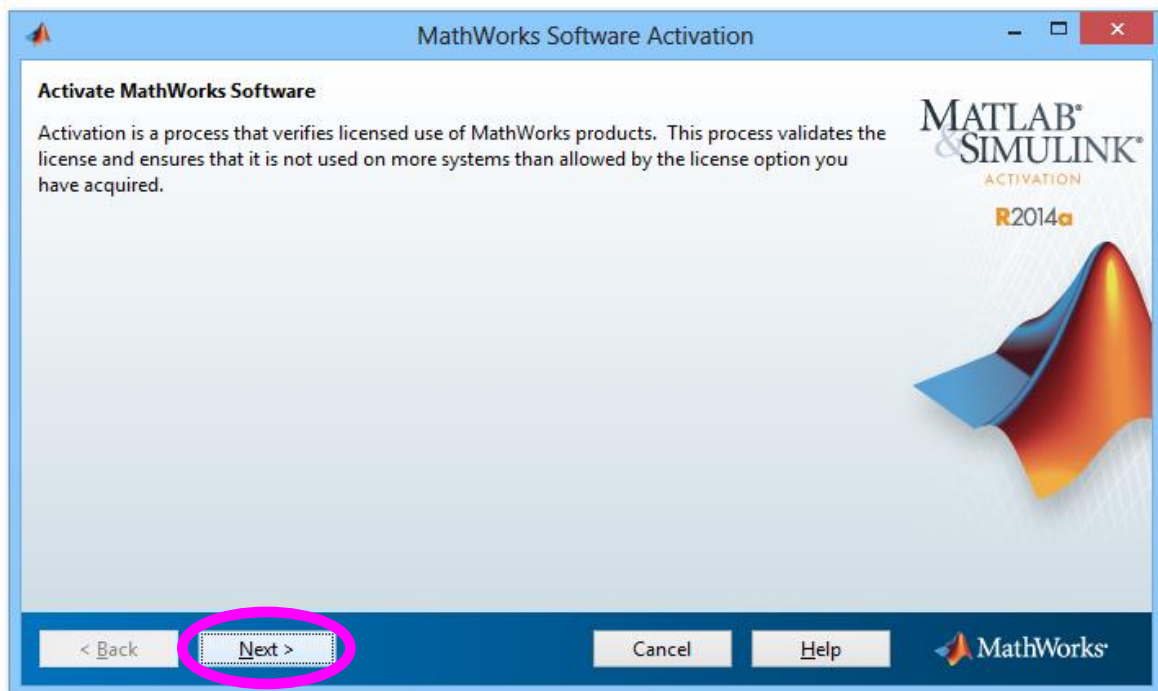 MathWorks Software Activation
Activate MathWorks Software
Activation is a process that verifies licensed use of MathWorks products. This process validates the
license and ensures that it is not used on more systems than allowed by the license option you
have acquired.
MATLAB®
&SIMULINK®
ACTIVATION
R2014a
< Back
Next >
Cancel
Help
MathWorks®